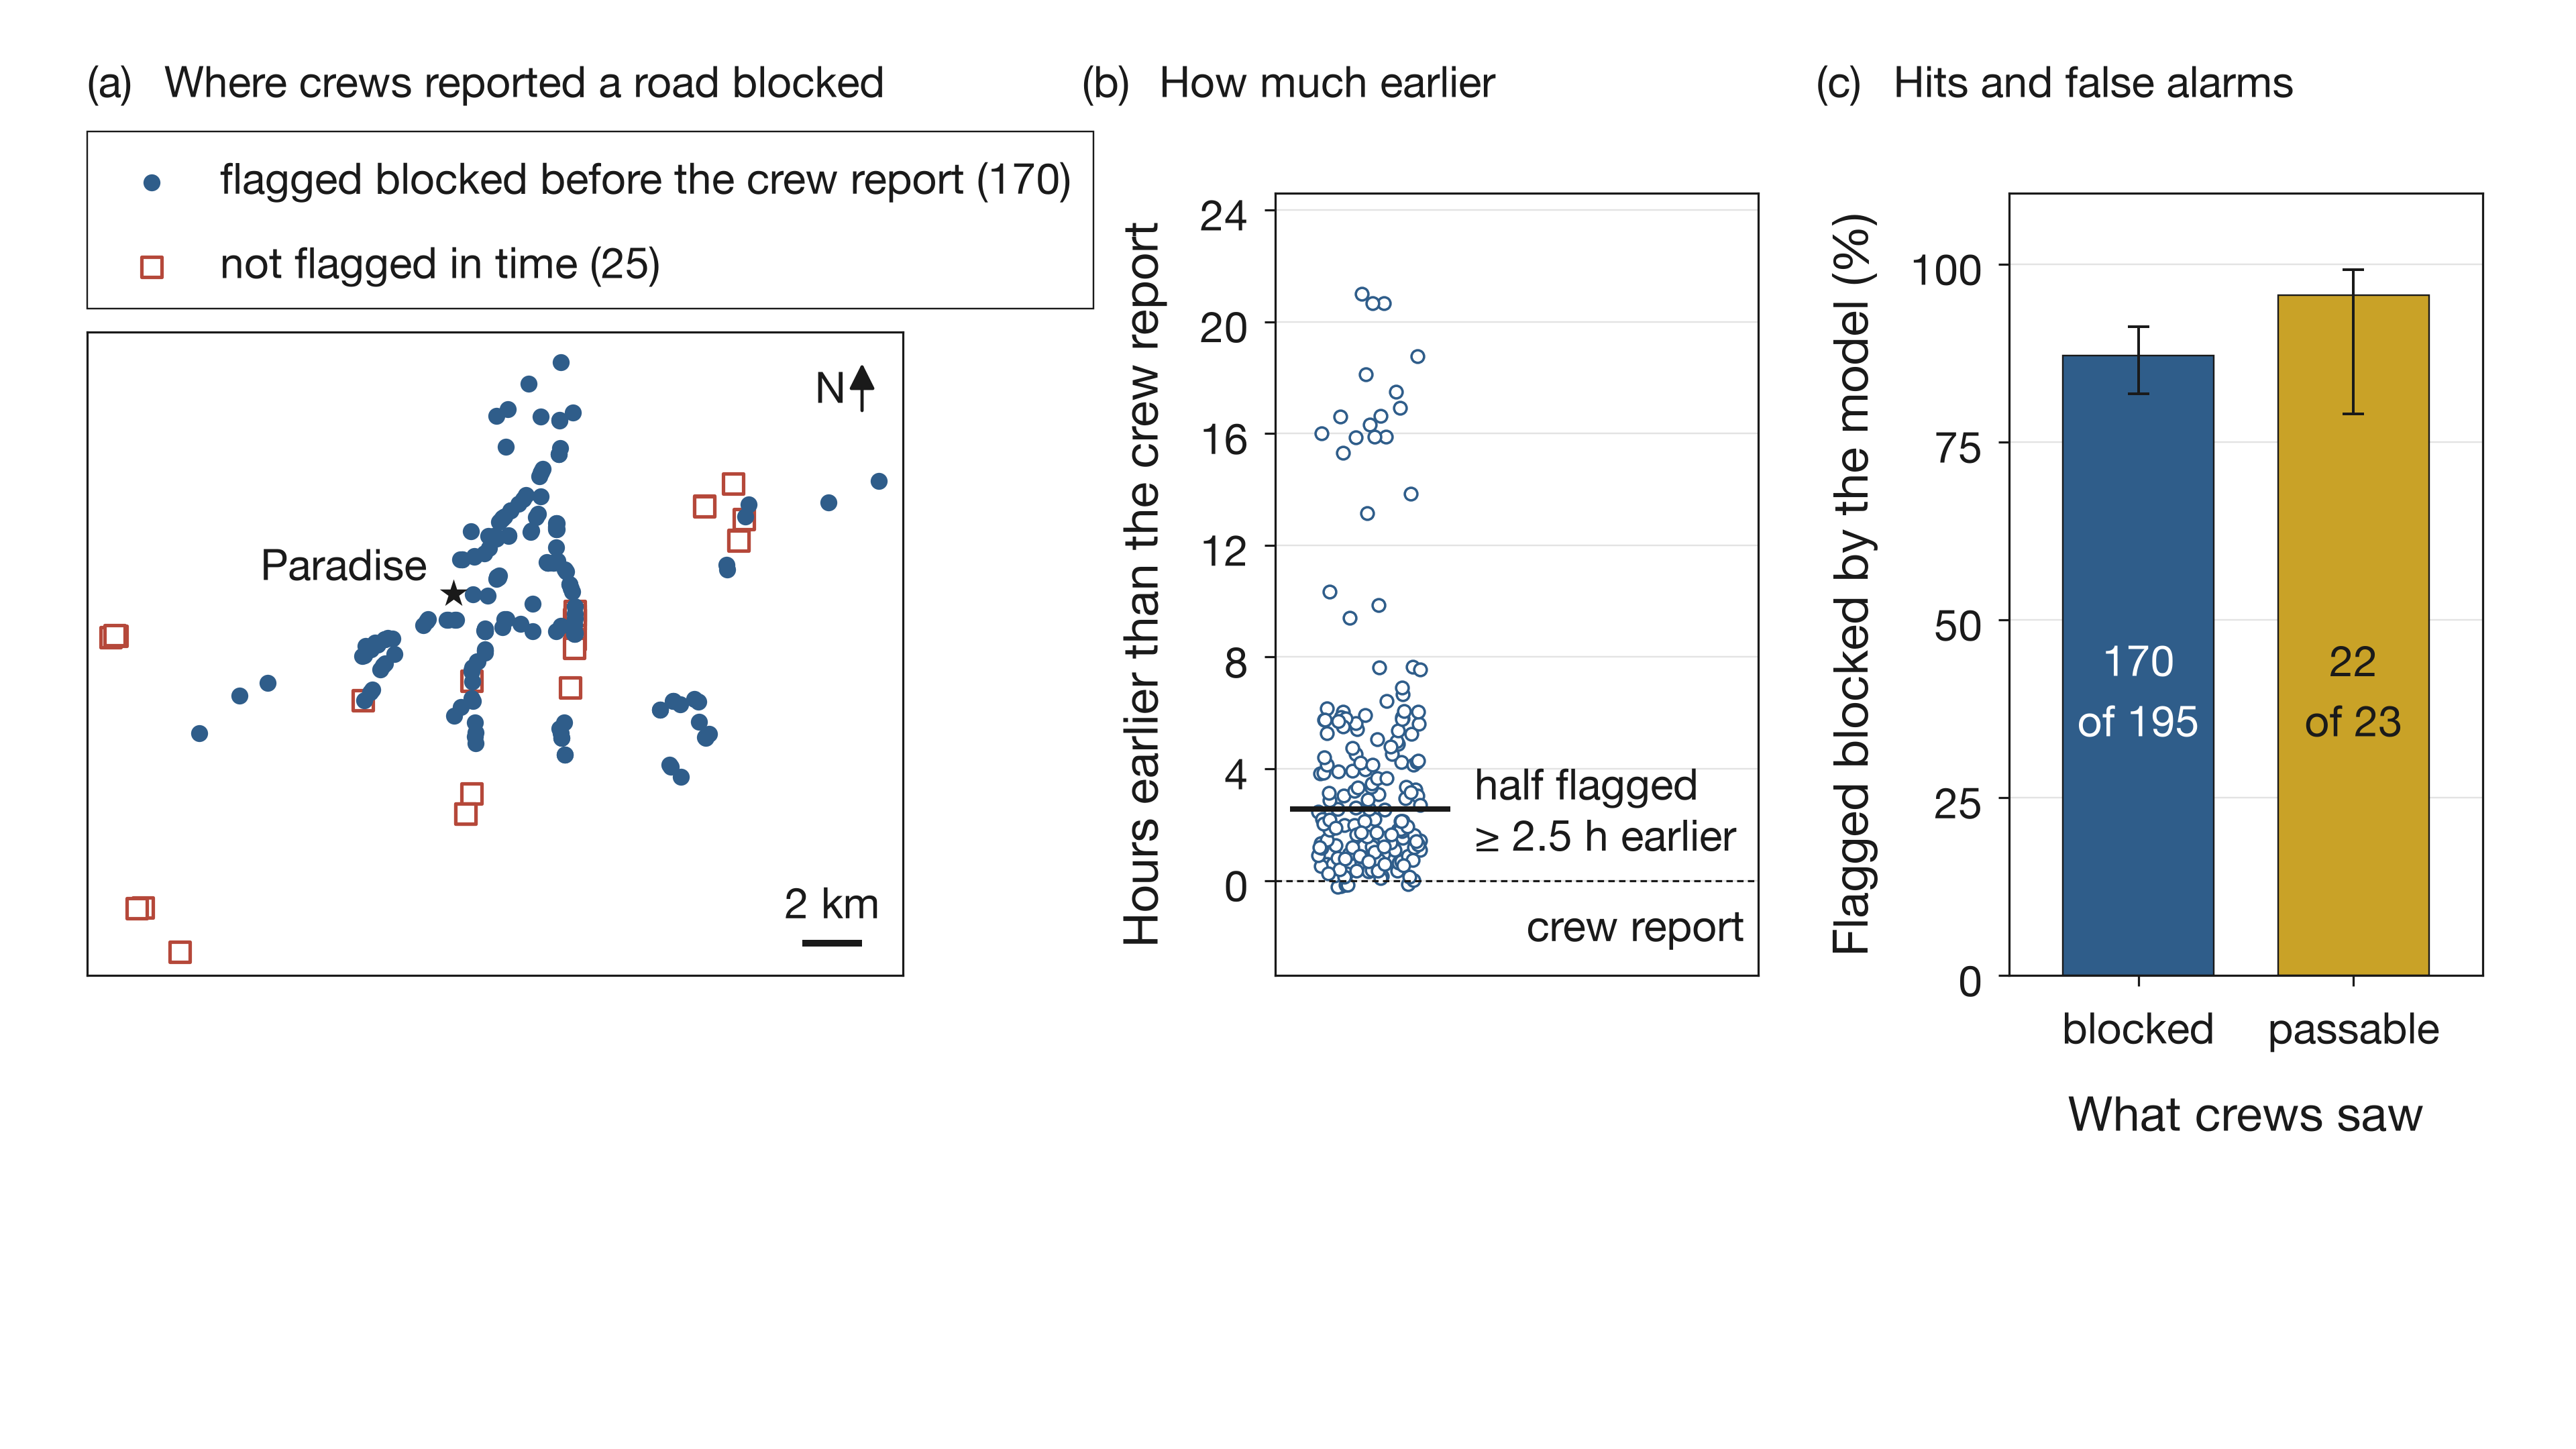 (a) Where crews reported a road blocked
flagged blocked before the crew report (170)
not flagged in time (25)
N
Paradise
2 km
(b) How much earlier
Hours earlier than the crew report
24
20
16
12
8
4
0
half flagged
≥ 2.5 h earlier
crew report
(c) Hits and false alarms
Flagged blocked by the model (%)
100
75
50
25
0
170
of 195
22
of 23
blocked
passable
What crews saw